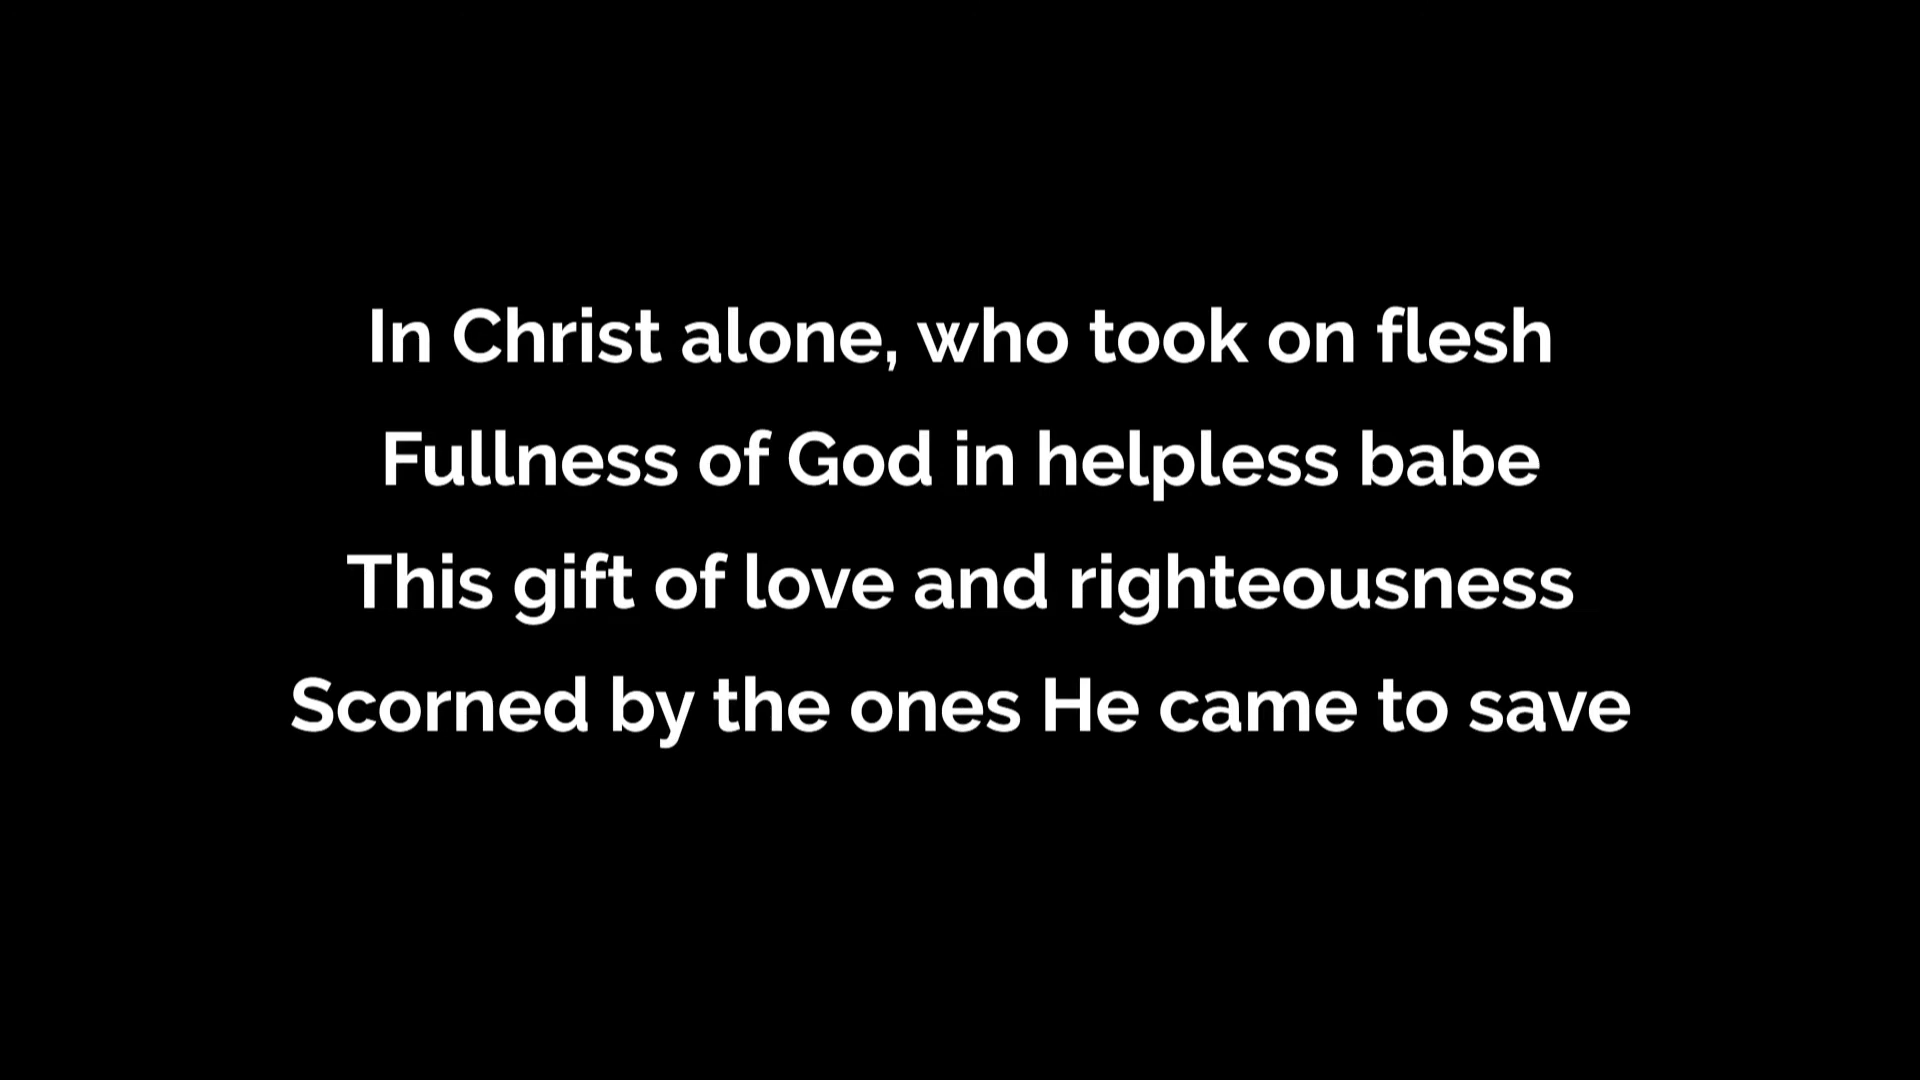 In Christ alone, who took on flesh
Fullness of God in helpless babe
This gift of love and righteousness
Scorned by the ones He came to save